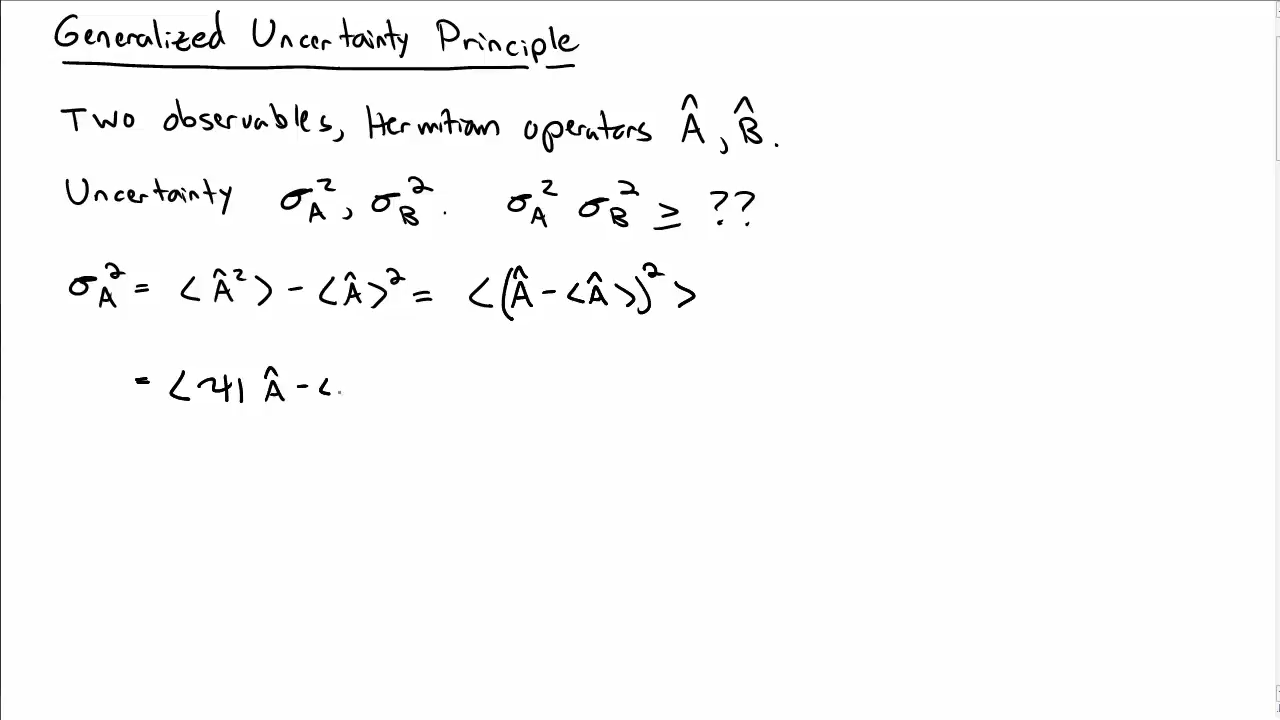 Generalized Uncertainty Principle
Two observables, Hermitian operators Â, B̂.
Uncertainty σ_A², σ_B². σ_A² σ_B² ≥ ??
σ_A² = <Â²> - <Â>² = <(Â - <Â>)²>
= <ψ| Â - <